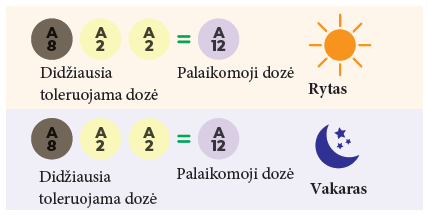 A 8 A 2 A 2 = A 12
Didžiausia toleruojama dozė
Palaikomoji dozė
Rytas
A 8 A 2 A 2 = A 12
Didžiausia toleruojama dozė
Palaikomoji dozė
Vakaras